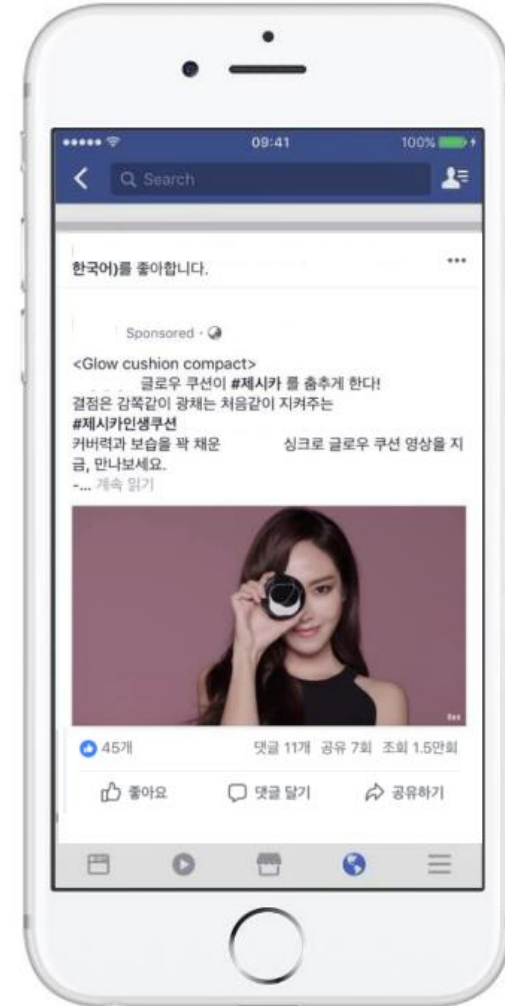 09:41
100%
Search
한국어)를 좋아합니다.
Sponsored
<Glow cushion compact>
글로우 쿠션이 #제시카 를 춤추게 한다!
결점은 감쪽같이 광채는 처음같이 지켜주는
#제시카인생쿠션
커버력과 보습을 꽉 채운 싱크로 글로우 쿠션 영상을 지
금, 만나보세요.
-... 계속 읽기
45개
댓글 11개 공유 7회 조회 1.5만회
좋아요
댓글 달기
공유하기